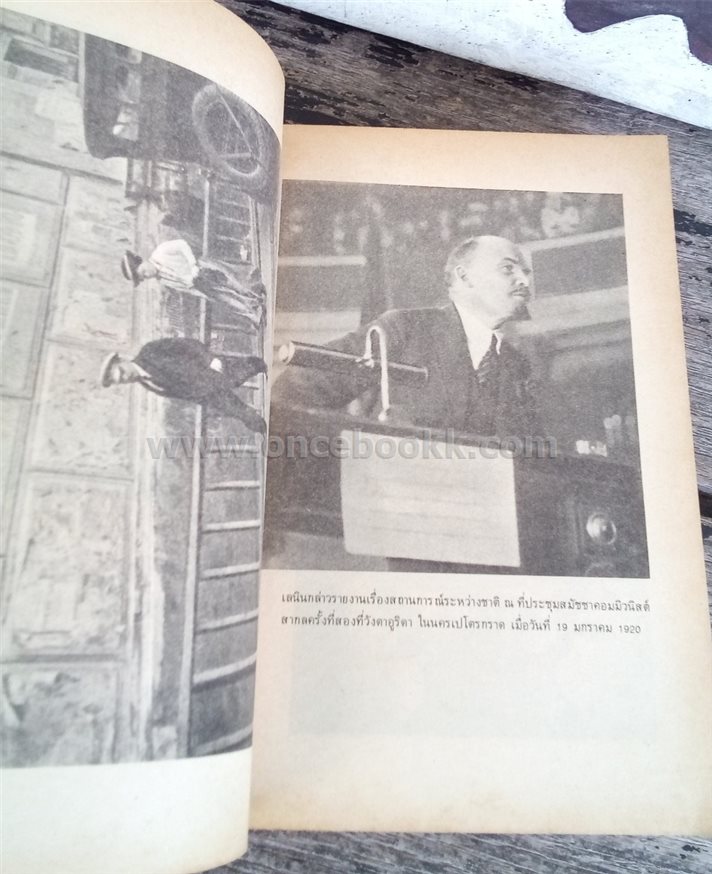 www.oncebookk.com
เลนินกล่าวรายงานเรื่องสถานการณ์ระหว่างชาติ ณ ที่ประชุมสมัชชาคอมมิวนิสต์
สากลครั้งที่สองที่วังตาอูริดา ในนครเปโตรกราด เมื่อวันที่ 19 มกราคม 1920